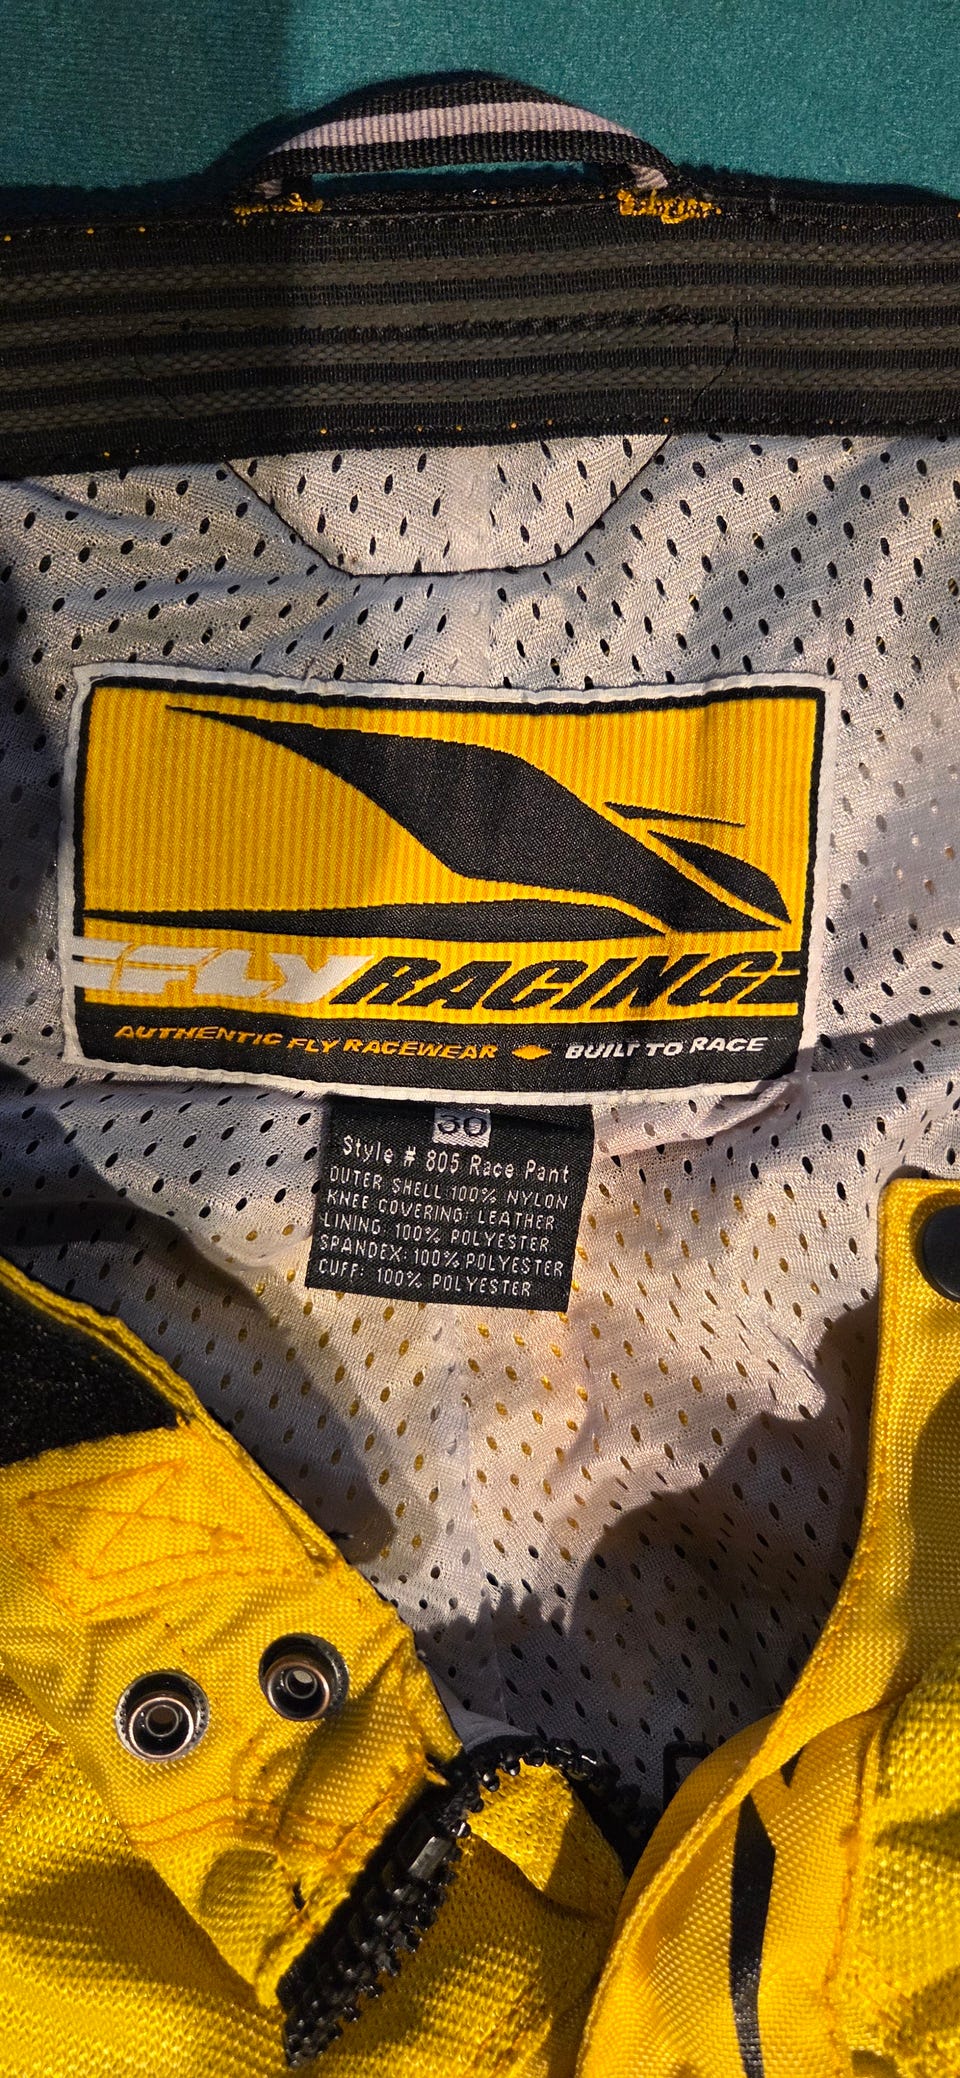 FLY RACING
AUTHENTIC FLY RACEWEAR BUILT TO RACE
30
Style # 805 Race Pant
OUTER SHELL 100% NYLON
KNEE COVERING: LEATHER
LINING: 100% POLYESTER
SPANDEX: 100% POLYESTER
CUFF: 100% POLYESTER